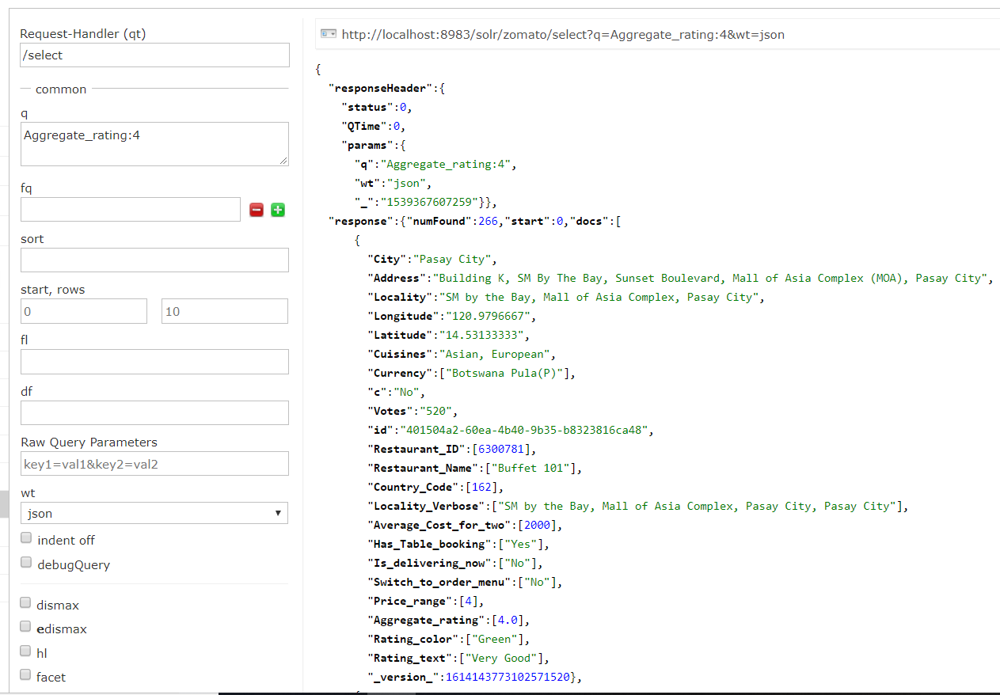 Request-Handler (qt)
/select
common
q
Aggregate_rating:4
fq
sort
start, rows
0
10
fl
df
Raw Query Parameters
key1=val1&key2=val2
wt
json
indent off
debugQuery
dismax
edismax
hl
facet
http://localhost:8983/solr/zomato/select?q=Aggregate_rating:4&wt=json
{
"responseHeader":{
"status":0,
"QTime":0,
"params":{
"q":"Aggregate_rating:4",
"wt":"json",
"_":"1539367607259"}},
"response":{"numFound":266,"start":0,"docs":[
{
"City":"Pasay City",
"Address":"Building K, SM By The Bay, Sunset Boulevard, Mall of Asia Complex (MOA), Pasay City",
"Locality":"SM by the Bay, Mall of Asia Complex, Pasay City",
"Longitude":"120.9796667",
"Latitude":"14.53133333",
"Cuisines":"Asian, European",
"Currency":["Botswana Pula(P)"],
"c":"No",
"Votes":"520",
"id":"401504a2-60ea-4b40-9b35-b8323816ca48",
"Restaurant_ID":[6300781],
"Restaurant_Name":["Buffet 101"],
"Country_Code":[162],
"Locality_Verbose":["SM by the Bay, Mall of Asia Complex, Pasay City, Pasay City"],
"Average_Cost_for_two":[2000],
"Has_Table_booking":["Yes"],
"Is_delivering_now":["No"],
"Switch_to_order_menu":["No"],
"Price_range":[4],
"Aggregate_rating":[4.0],
"Rating_color":["Green"],
"Rating_text":["Very Good"],
"_version_":1614143773102571520},